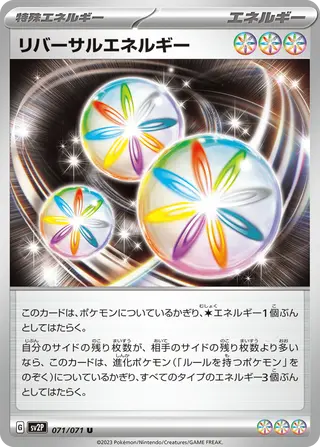 特殊エネルギー エネルギー
リバーサルエネルギー
このカードは、ポケモンについているかぎり、エネルギー1個ぶん
としてはたらく。
自分のサイドの残り枚数が、相手のサイドの残り枚数より多い
なら、このカードは、進化ポケモン(「ルールを持つポケモン」を
のぞく)についているかぎり、すべてのタイプのエネルギー3個ぶん
としてはたらく。
G SV2P 071/071 U
©2023 Pokémon/Nintendo/Creatures/GAME FREAK.